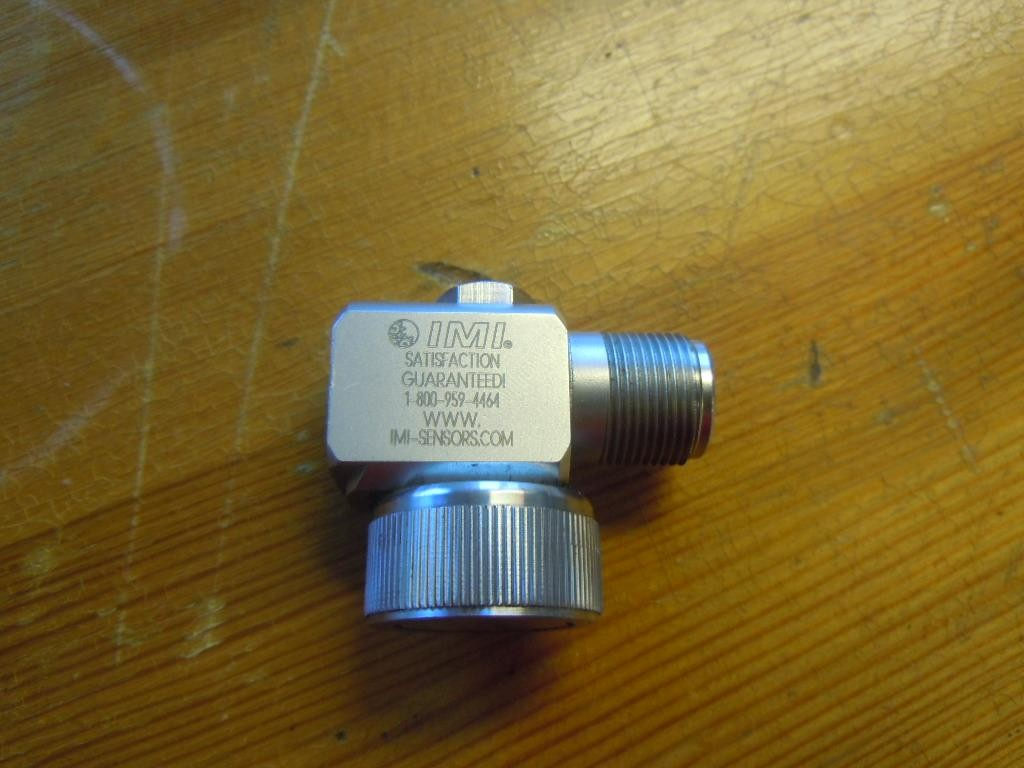 IMI®
SATISFACTION
GUARANTEED!
1-800-959-4464
WWW.
IMI-SENSORS.COM